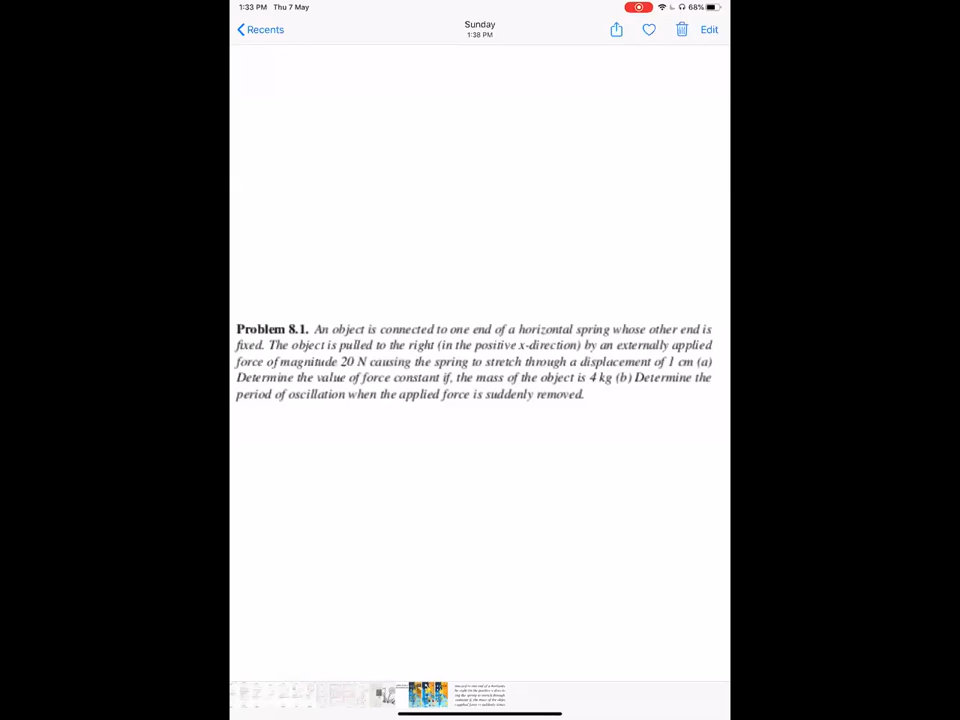 1:33 PM Thu 7 May
68%
Recents
Sunday
1:38 PM
Edit
Problem 8.1. An object is connected to one end of a horizontal spring whose other end is
fixed. The object is pulled to the right (in the positive x-direction) by an externally applied
force of magnitude 20 N causing the spring to stretch through a displacement of 1 cm (a)
Determine the value of force constant if, the mass of the object is 4 kg (b) Determine the
period of oscillation when the applied force is suddenly removed.